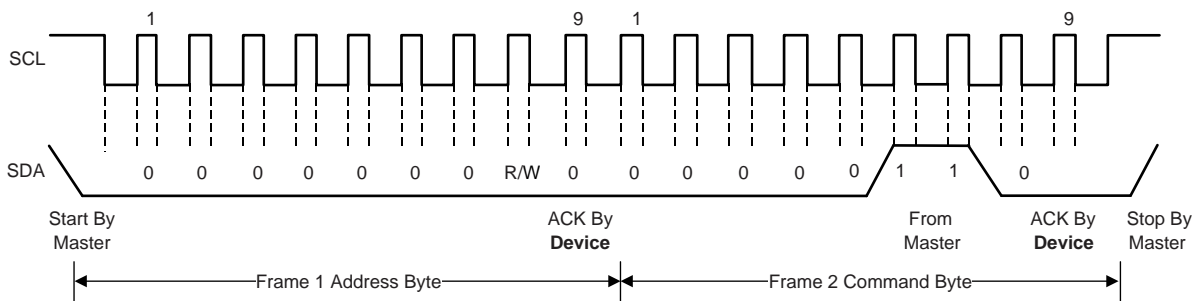 1 9 1 9
SCL
SDA 0 0 0 0 0 0 0 R/W 0 0 0 0 0 0 1 1 0
Start By Master
ACK By Device
From Master
ACK By Device
Stop By Master
Frame 1 Address Byte
Frame 2 Command Byte